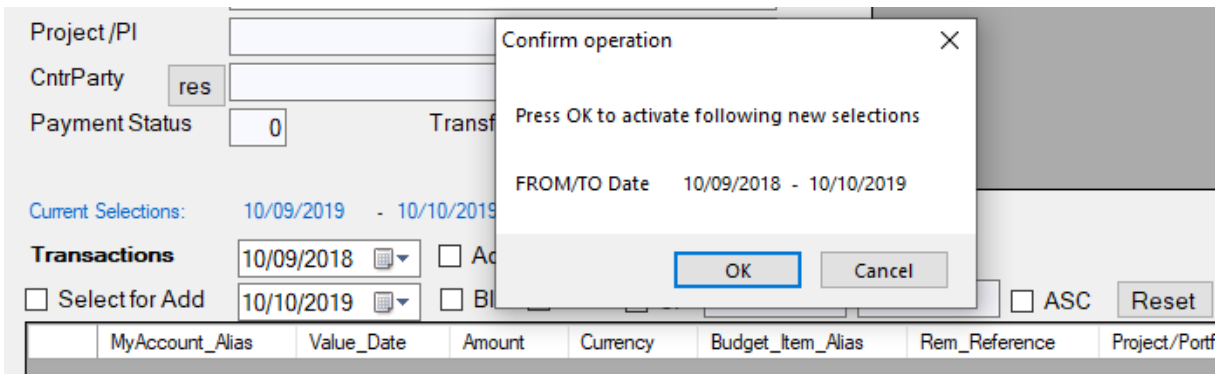 Project/PI
Confirm operation
CntrParty res
Payment Status 0 Transf
Press OK to activate following new selections
FROM/TO Date 10/09/2018 - 10/10/2019
Current Selections: 10/09/2019 - 10/10/2019
Transactions 10/09/2018
OK Cancel
Select for Add 10/10/2019 ASC Reset
MyAccount_Alias Value_Date Amount Currency Budget_Item_Alias Rem_Reference Project/Portf